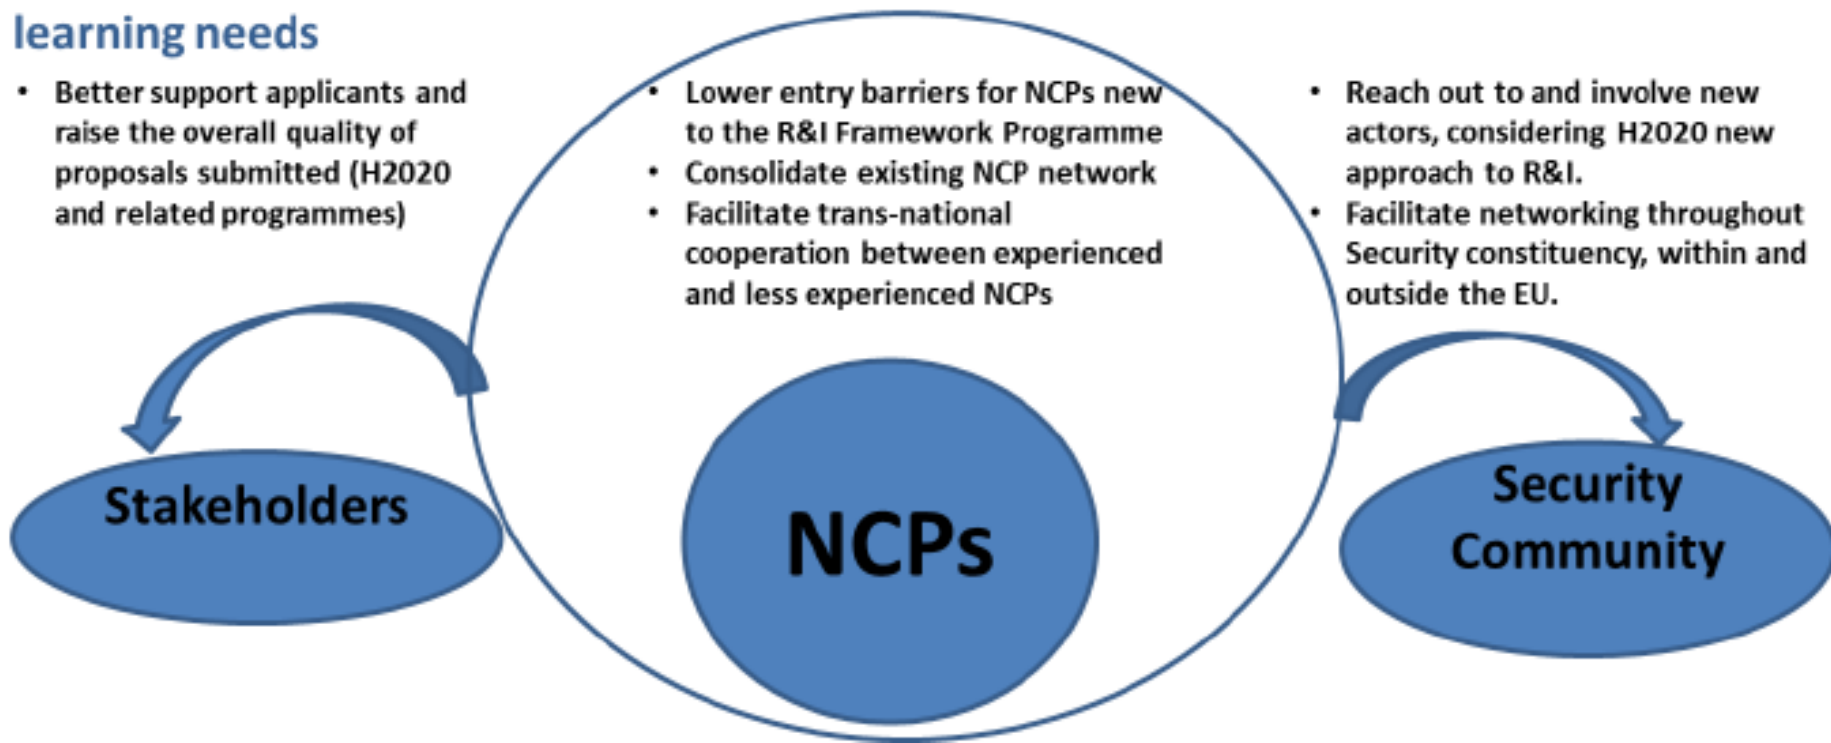 learning needs
• Better support applicants and
raise the overall quality of
proposals submitted (H2020
and related programmes)
• Lower entry barriers for NCPs new
to the R&I Framework Programme
• Consolidate existing NCP network
• Facilitate trans-national
cooperation between experienced
and less experienced NCPs
• Reach out to and involve new
actors, considering H2020 new
approach to R&I.
• Facilitate networking throughout
Security constituency, within and
outside the EU.
Stakeholders
NCPs
Security
Community